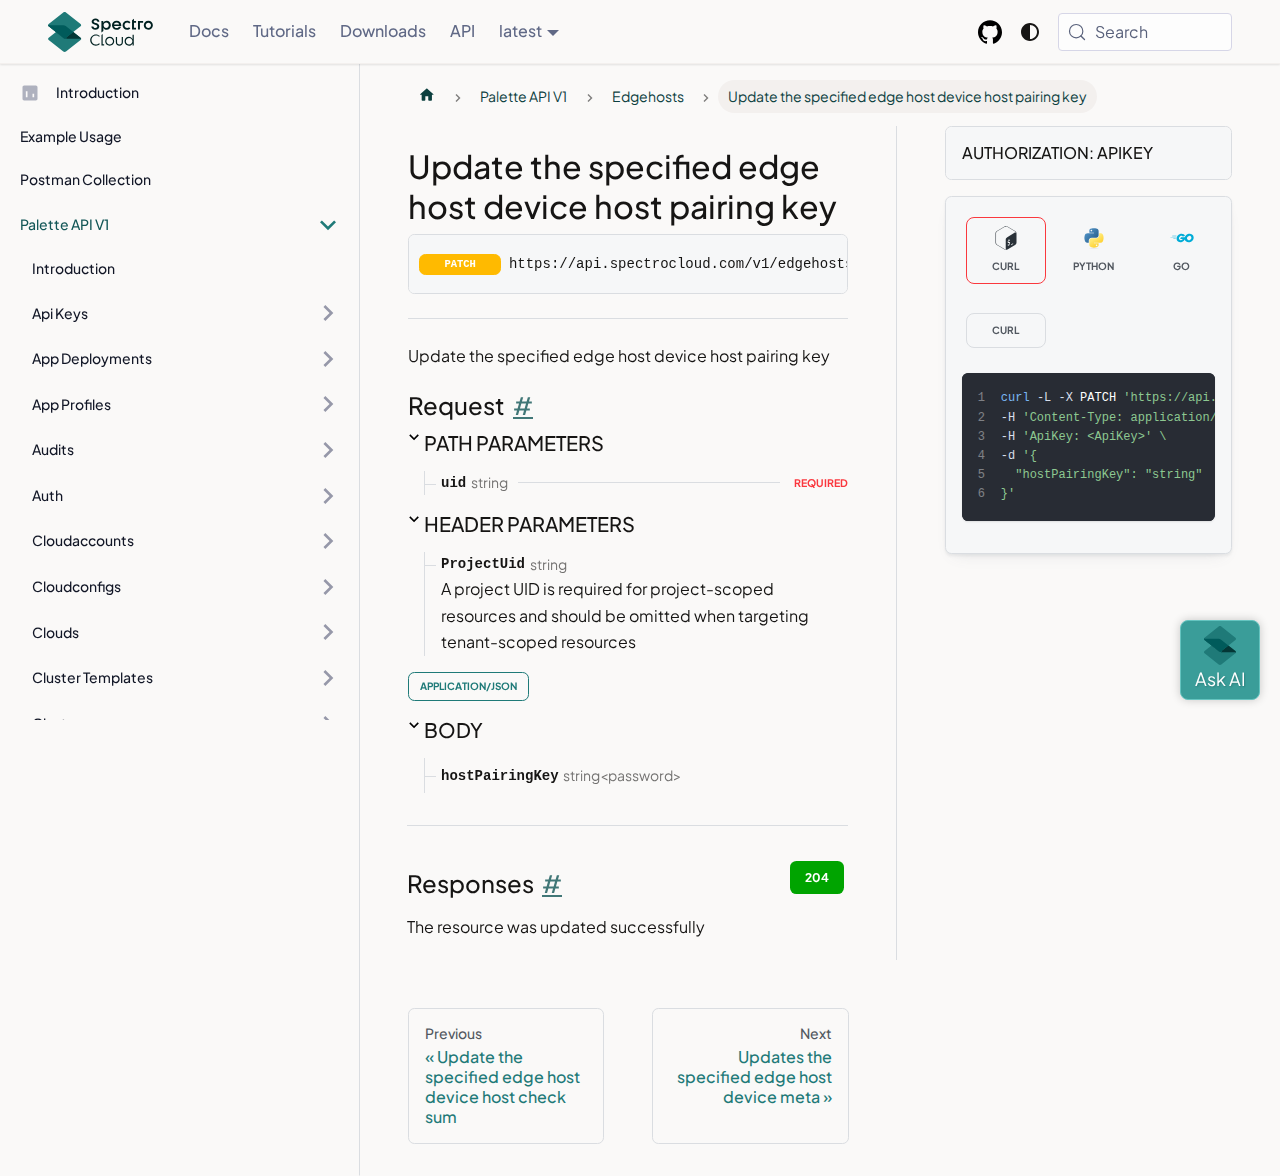 Spectro Cloud
Docs
Tutorials
Downloads
API
latest
Search
Introduction
Example Usage
Postman Collection
Palette API V1
Introduction
Api Keys
App Deployments
App Profiles
Audits
Auth
Cloudaccounts
Cloudconfigs
Clouds
Cluster Templates
Palette API V1
Edgehosts
Update the specified edge host device host pairing key
Update the specified edge
host device host pairing key
PATCH https://api.spectrocloud.com/v1/edgehosts
Update the specified edge host device host pairing key
Request #
PATH PARAMETERS
uid string REQUIRED
HEADER PARAMETERS
ProjectUid string
A project UID is required for project-scoped
resources and should be omitted when targeting
tenant-scoped resources
APPLICATION/JSON
BODY
hostPairingKey string<password>
Responses #
204
The resource was updated successfully
Previous
« Update the
specified edge host
device host check
sum
Next
Updates the
specified edge host
device meta »
AUTHORIZATION: APIKEY
CURL
PYTHON
GO
CURL
1 curl -L -X PATCH 'https://api.
2 -H 'Content-Type: application/
3 -H 'ApiKey: <ApiKey>' \
4 -d '{
5 "hostPairingKey": "string"
6 }'
Ask AI